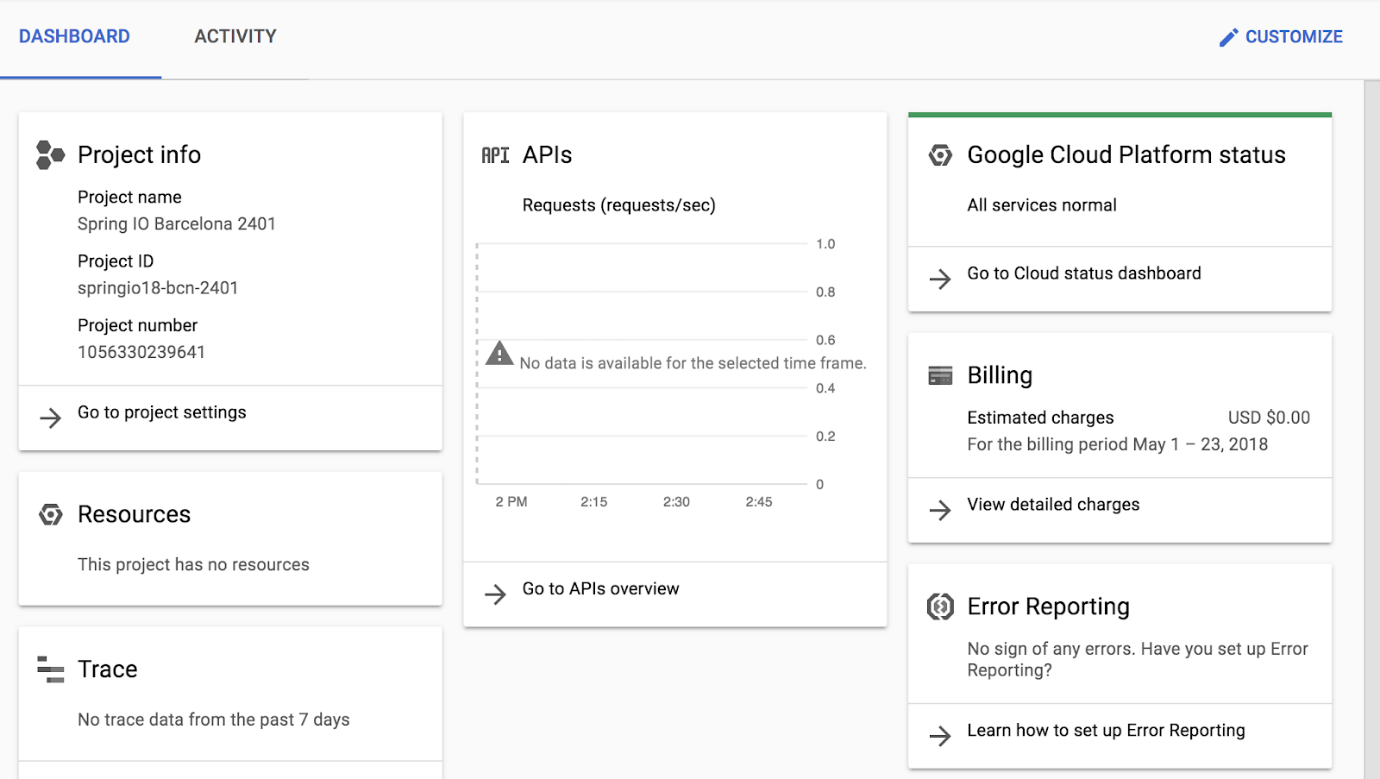 DASHBOARD
ACTIVITY
CUSTOMIZE
Project info
Project name
Spring IO Barcelona 2401
Project ID
springio18-bcn-2401
Project number
1056330239641
Go to project settings
Resources
This project has no resources
Trace
No trace data from the past 7 days
API APIs
Requests (requests/sec)
1.0
0.8
0.6
No data is available for the selected time frame.
0.4
0.2
0
2 PM 2:15 2:30 2:45
Go to APIs overview
Google Cloud Platform status
All services normal
Go to Cloud status dashboard
Billing
Estimated charges USD $0.00
For the billing period May 1 – 23, 2018
View detailed charges
Error Reporting
No sign of any errors. Have you set up Error
Reporting?
Learn how to set up Error Reporting